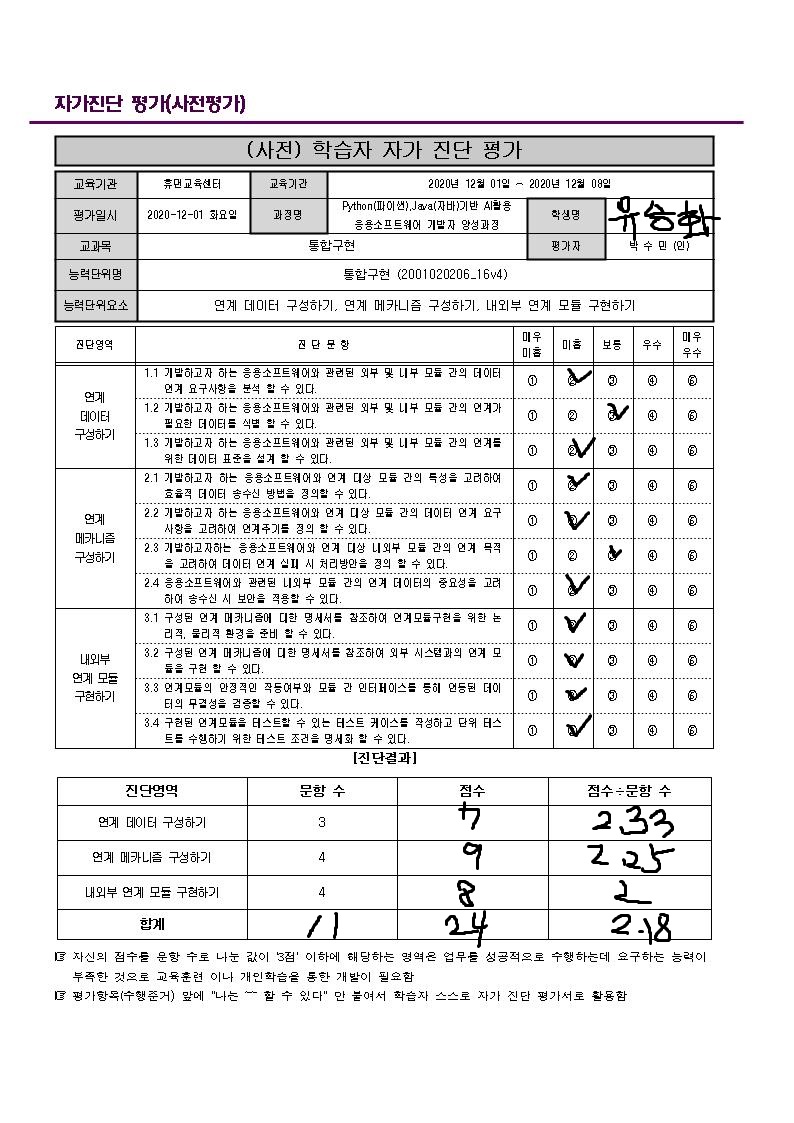 자가진단 평가(사전평가)
(사전) 학습자 자가 진단 평가
교육기관 휴먼교육센터 교육기관 2020년 12월 01일 ~ 2020년 12월 08일
평가일시 2020-12-01 화요일 과정명 Python(파이썬),Java(자바)기반 AI활용 응용소프트웨어 개발자 양성과정 학생명 유승화
교과목 통합구현 평가자 박 수 민 (인)
능력단위명 통합구현 (2001020206_16v4)
능력단위요소 연계 데이터 구성하기, 연계 메카니즘 구성하기, 내외부 연계 모듈 구현하기
진단영역 진 단 문 항 매우 미흡 미흡 보통 우수 매우 우수
연계 데이터 구성하기
1.1 개발하고자 하는 응용소프트웨어와 관련된 외부 및 내부 모듈 간의 데이터 ① ② ③ ④ ⑤
연계 요구사항을 분석 할 수 있다.
1.2 개발하고자 하는 응용소프트웨어와 관련된 외부 및 내부 모듈 간의 연계가 ① ② ③ ④ ⑤
필요한 데이터를 식별 할 수 있다.
1.3 개발하고자 하는 응용소프트웨어와 관련된 외부 및 내부 모듈 간의 연계를 ① ② ③ ④ ⑤
위한 데이터 표준을 설계 할 수 있다.
연계 메카니즘 구성하기
2.1 개발하고자 하는 응용소프트웨어와 연계 대상 모듈 간의 특성을 고려하여 ① ② ③ ④ ⑤
효율적 데이터 송수신 방법을 정의할 수 있다.
2.2 개발하고자 하는 응용소프트웨어와 연계 대상 모듈 간의 데이터 연계 요구 ① ② ③ ④ ⑤
사항을 고려하여 연계주기를 정의 할 수 있다.
2.3 개발하고자하는 응용소프트웨어와 연계 대상 내외부 모듈 간의 연계 목적 ① ② ③ ④ ⑤
을 고려하여 데이터 연계 실패 시 처리방안을 정의 할 수 있다.
2.4 응용소프트웨어와 관련된 내외부 모듈 간의 연계 데이터의 중요성을 고려 ① ② ③ ④ ⑤
하여 송수신 시 보안을 적용할 수 있다.
내외부 연계 모듈 구현하기
3.1 구성된 연계 메카니즘에 대한 명세서를 참조하여 연계모듈구현을 위한 논 ① ② ③ ④ ⑤
리적, 물리적 환경을 준비 할 수 있다.
3.2 구성된 연계 메카니즘에 대한 명세서를 참조하여 외부 시스템과의 연계 모 ① ② ③ ④ ⑤
듈을 구현 할 수 있다.
3.3 연계모듈의 안정적인 작동여부와 모듈 간 인터페이스를 통해 연동된 데이 ① ② ③ ④ ⑤
터의 무결성을 검증할 수 있다.
3.4 구현된 연계모듈을 테스트할 수 있는 테스트 케이스를 작성하고 단위 테스 ① ② ③ ④ ⑤
트를 수행하기 위한 테스트 조건을 명세화 할 수 있다.
[진단결과]
진단영역 문항 수 점수 점수÷문항 수
연계 데이터 구성하기 3 7 2.33
연계 메카니즘 구성하기 4 9 2.25
내외부 연계 모듈 구현하기 4 8 2
합계 11 24 2.18
☞ 자신의 점수를 문항 수로 나눈 값이 '3점' 이하에 해당하는 영역은 업무를 성공적으로 수행하는데 요구하는 능력이
부족한 것으로 교육훈련 이나 개인학습을 통한 개발이 필요함
☞ 평가항목(수행준거) 앞에 "나는 ~~ 할 수 있다" 만 붙여서 학습자 스스로 자가 진단 평가서로 활용함